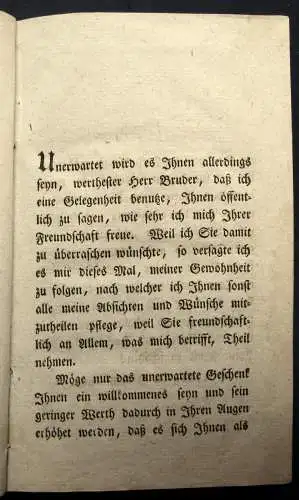 Unerwartet wird es Ihnen allerdings
seyn, werthester Herr Bruder, daß ich
eine Gelegenheit benutze, Ihnen öffent-
lich zu sagen, wie sehr ich mich Ihrer
Freundschaft freue. Weil ich Sie damit
zu überraschen wünschte, so versagte ich
es mir dieses Mal, meiner Gewohnheit
zu folgen, nach welcher ich Ihnen sonst
alle meine Absichten und Wünsche mit-
zutheilen pflege, weil Sie freundschaft-
lich an Allem, was mich betrifft, Theil
nehmen.
Möge nur das unerwartete Geschenk
Ihnen ein willkommenes seyn und sein
geringer Werth dadurch in Ihren Augen
erhöhet werden, daß es sich Ihnen als